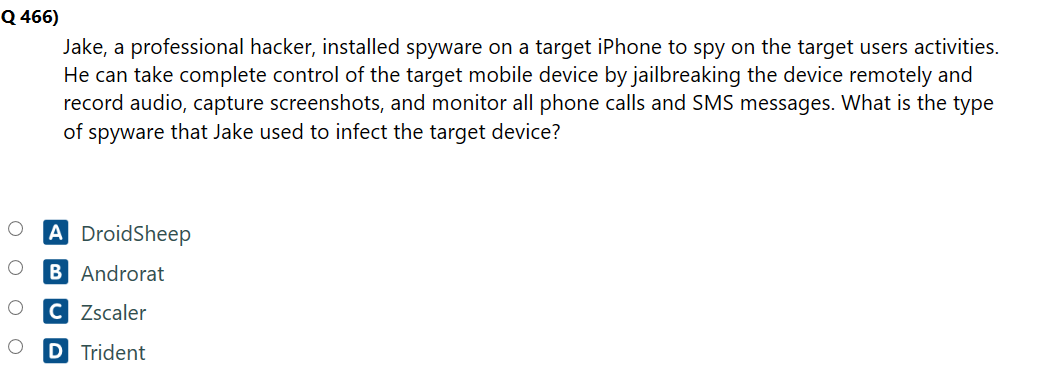 Q 466)
Jake, a professional hacker, installed spyware on a target iPhone to spy on the target users activities.
He can take complete control of the target mobile device by jailbreaking the device remotely and
record audio, capture screenshots, and monitor all phone calls and SMS messages. What is the type
of spyware that Jake used to infect the target device?
A DroidSheep
B Androrat
C Zscaler
D Trident